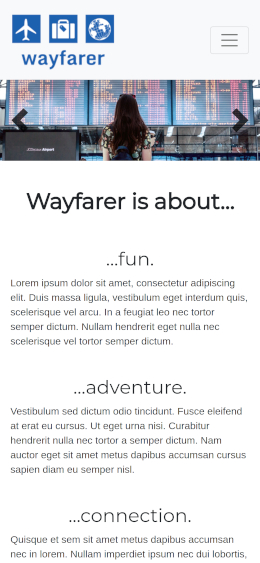 wayfarer
Wayfarer is about...
...fun.
Lorem ipsum dolor sit amet, consectetur adipiscing
elit. Duis massa ligula, vestibulum eget interdum quis,
scelerisque vel arcu. In a feugiat leo nec tortor
semper dictum. Nullam hendrerit eget nulla nec
scelerisque vel tortor semper dictum.
...adventure.
Vestibulum sed dictum odio tincidunt. Fusce eleifend
at erat eu cursus. Ut eget urna nisi. Curabitur
hendrerit nulla nec tortor a semper dictum. Nam
auctor eget sit amet metus dapibus accumsan cursus
sapien diam eu semper nisl.
...connection.
Quisque et sem sit amet metus dapibus accumsan
nec in lorem. Nullam imperdiet ipsum nec dui lobortis,